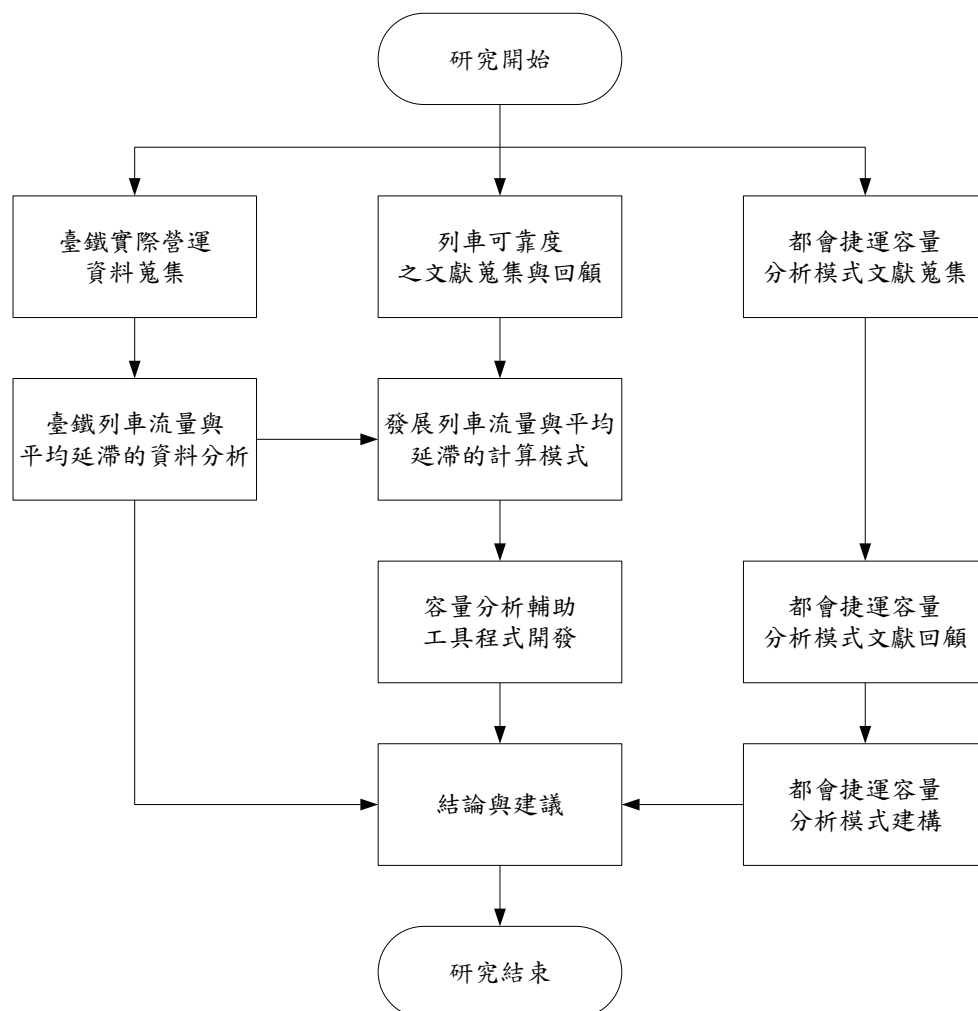 研究開始
臺鐵實際營運
資料蒐集
列車可靠度
之文獻蒐集與回顧
都會捷運容量
分析模式文獻蒐集
臺鐵列車流量與
平均延滯的資料分析
發展列車流量與平均
延滯的計算模式
容量分析輔助
工具程式開發
都會捷運容量
分析模式文獻回顧
結論與建議
都會捷運容量
分析模式建構
研究結束